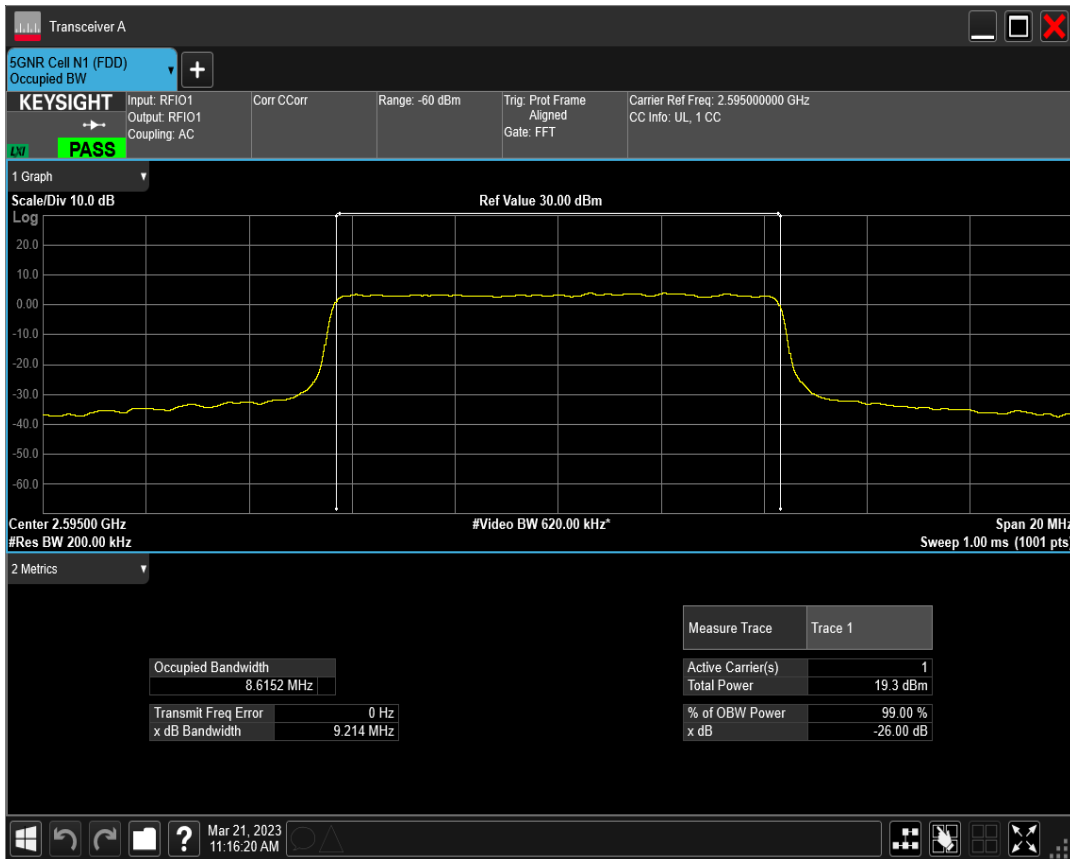 Transceiver A
5GNR Cell N1 (FDD)
Occupied BW
+
KEYSIGHT
LXI
PASS
Input: RFIO1
Output: RFIO1
Coupling: AC
Corr CCorr
Range: -60 dBm
Trig: Prot Frame
Aligned
Gate: FFT
Carrier Ref Freq: 2.595000000 GHz
CC Info: UL, 1 CC
1 Graph
Scale/Div 10.0 dB
Ref Value 30.00 dBm
Log
20.0
10.0
0.00
-10.0
-20.0
-30.0
-40.0
-50.0
-60.0
Center 2.59500 GHz
#Video BW 620.00 kHz*
Span 20 MHz
#Res BW 200.00 kHz
Sweep 1.00 ms (1001 pts)
2 Metrics
Measure Trace Trace 1
Occupied Bandwidth
8.6152 MHz
Active Carrier(s) 1
Total Power 19.3 dBm
Transmit Freq Error 0 Hz
x dB Bandwidth 9.214 MHz
% of OBW Power 99.00 %
x dB -26.00 dB
?
Mar 21, 2023
11:16:20 AM